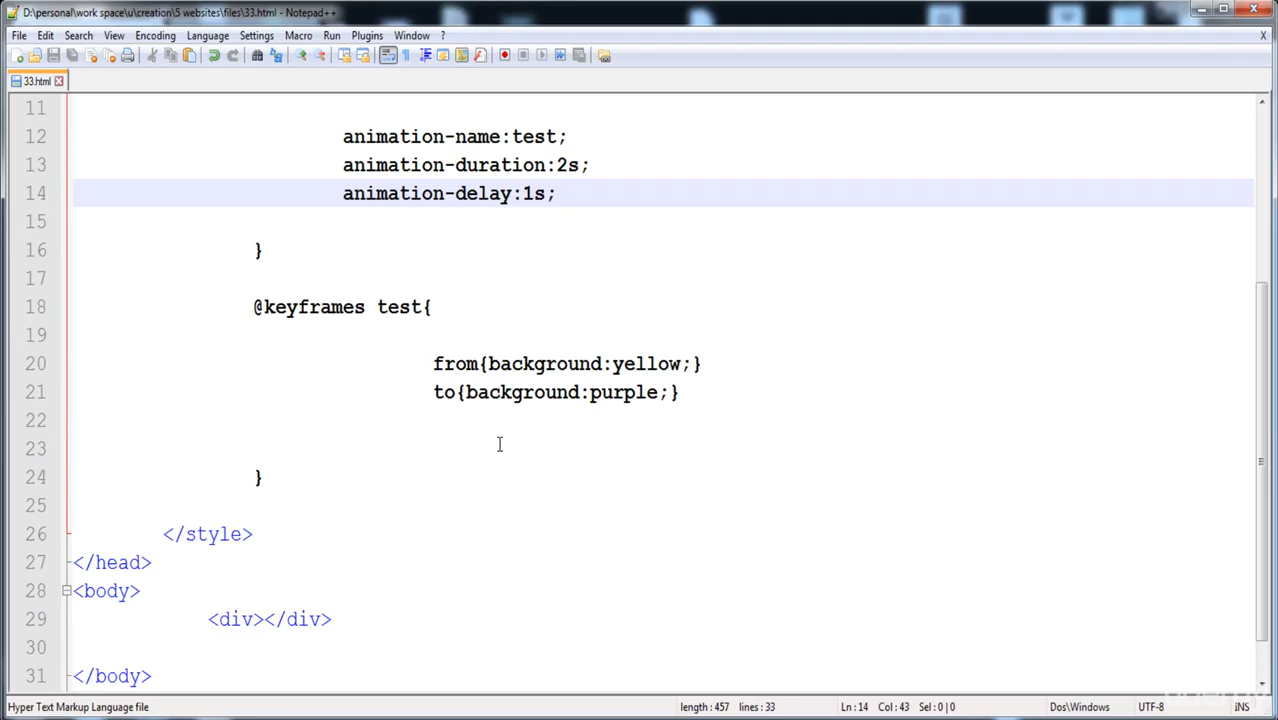 D:\personal\work space\u\creation\5 websites\files\33.html - Notepad++
File Edit Search View Encoding Language Settings Macro Run Plugins Window ? X
33.html
11
12 animation-name:test;
13 animation-duration:2s;
14 animation-delay:1s;
15
16 }
17
18 @keyframes test{
19
20 from{background:yellow;}
21 to{background:purple;}
22
23
24 }
25
26 </style>
27 </head>
28 <body>
29 <div></div>
30
31 </body>
Hyper Text Markup Language file length : 457 lines : 33 Ln : 14 Col : 43 Sel : 0 | 0 Dos\Windows UTF-8 INS